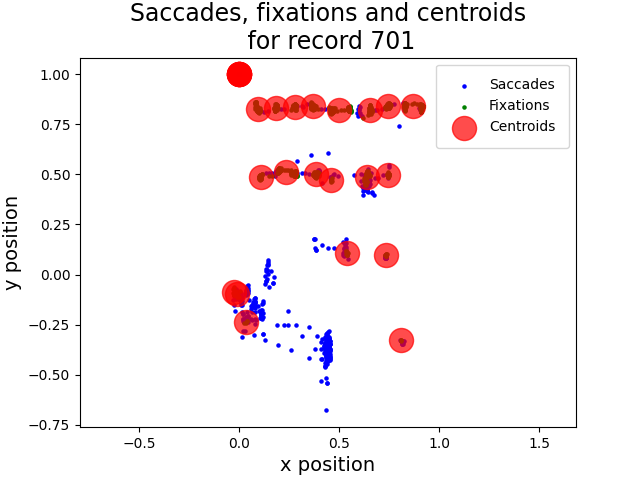 Saccades, fixations and centroids
for record 701
Saccades
Fixations
Centroids
1.00
0.75
0.50
0.25
0.00
−0.25
−0.50
−0.75
y position
−0.5
0.0
0.5
1.0
1.5
x position